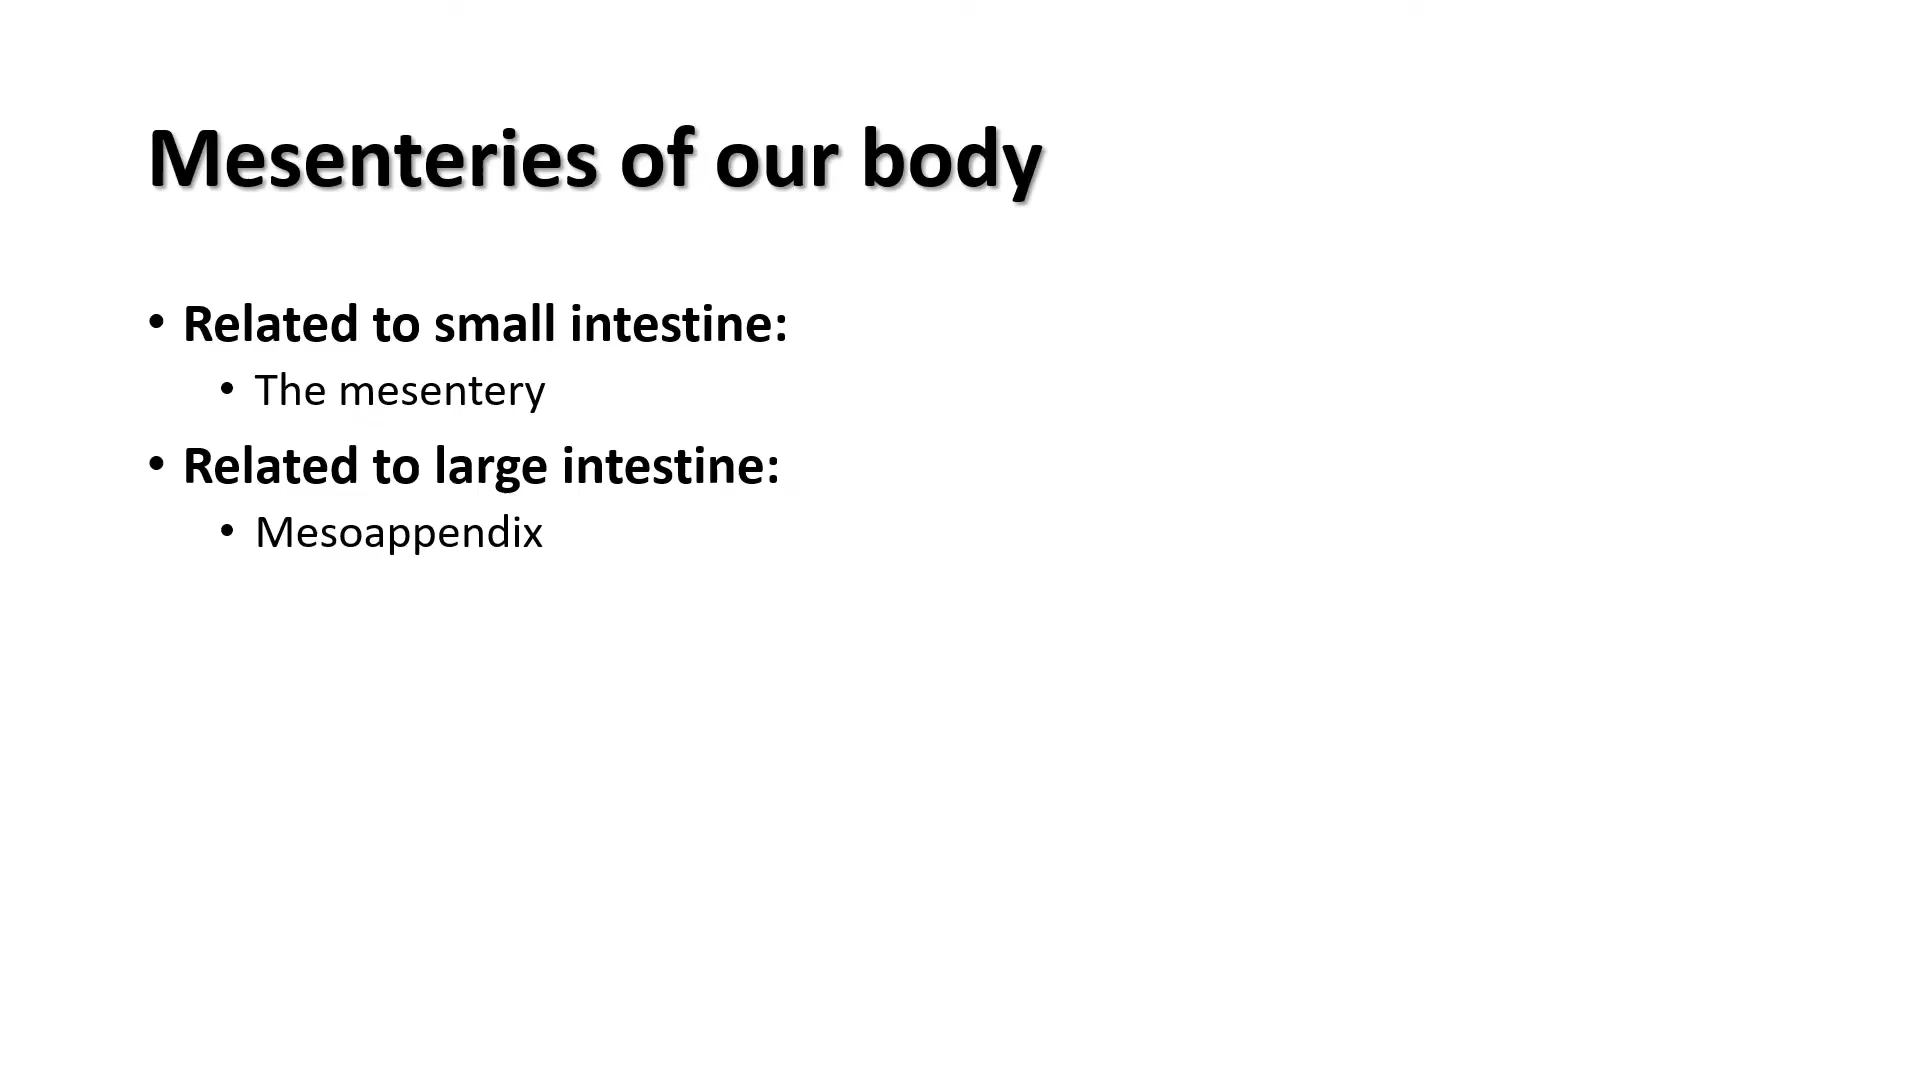 Mesenteries of our body
• Related to small intestine:
• The mesentery
• Related to large intestine:
• Mesoappendix